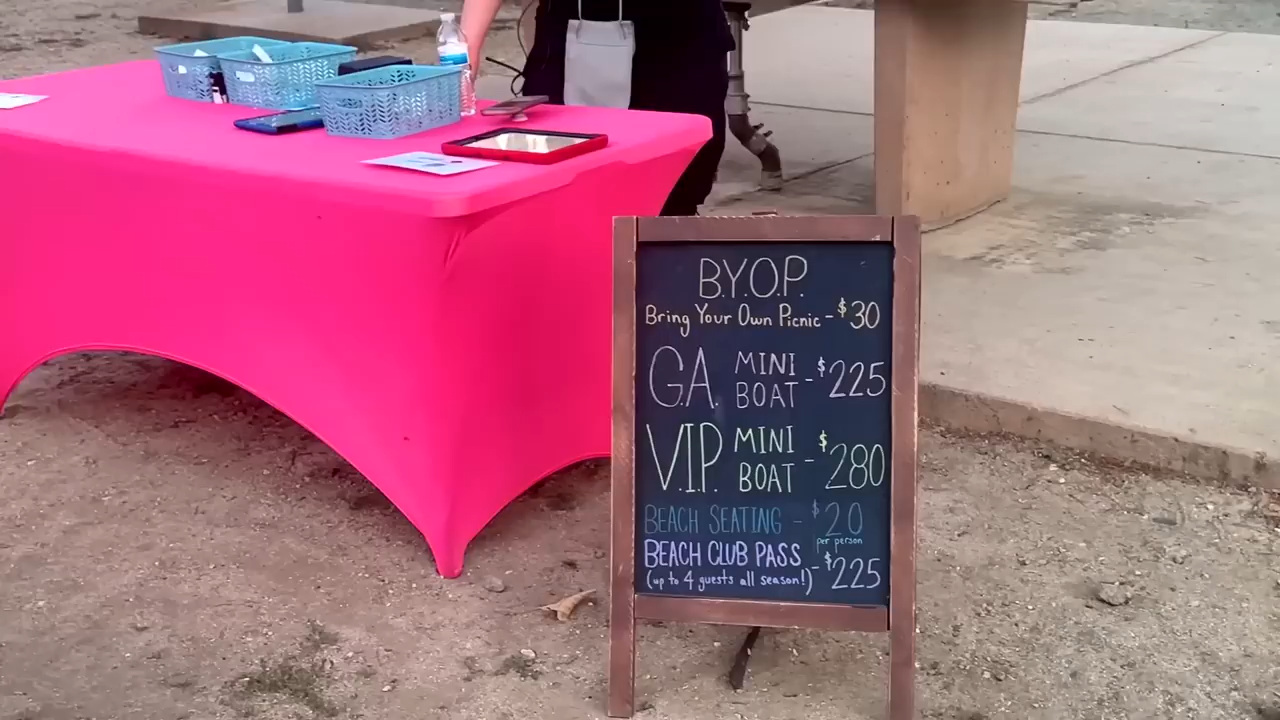 B.Y.O.P.
Bring Your Own Picnic - $30
G.A. MINI BOAT - $225
V.I.P. MINI BOAT - $280
BEACH SEATING - $20
per person
BEACH CLUB PASS - $225
(up to 4 guests all season!)